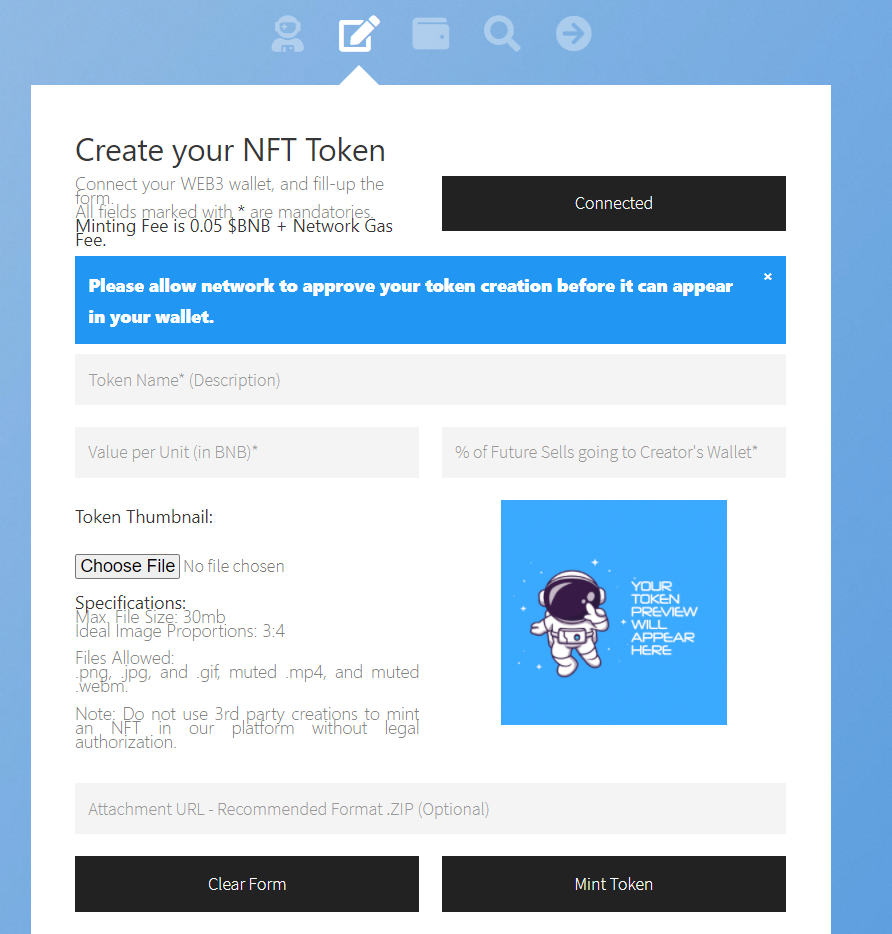 Create your NFT Token
Connect your WEB3 wallet, and fill-up the
form.
All fields marked with * are mandatories.
Minting Fee is 0.05 $BNB + Network Gas
Fee.
Connected
Please allow network to approve your token creation before it can appear
in your wallet.
×
Token Name* (Description)
Value per Unit (in BNB)*
% of Future Sells going to Creator's Wallet*
Token Thumbnail:
Choose File No file chosen
Specifications:
Max. File Size: 30mb
Ideal Image Proportions: 3:4
Files Allowed:
.png, .jpg, and .gif, muted .mp4, and muted
.webm.
Note: Do not use 3rd party creations to mint
an NFT in our platform without legal
authorization.
YOUR
TOKEN
PREVIEW
WILL
APPEAR
HERE
Attachment URL - Recommended Format .ZIP (Optional)
Clear Form
Mint Token